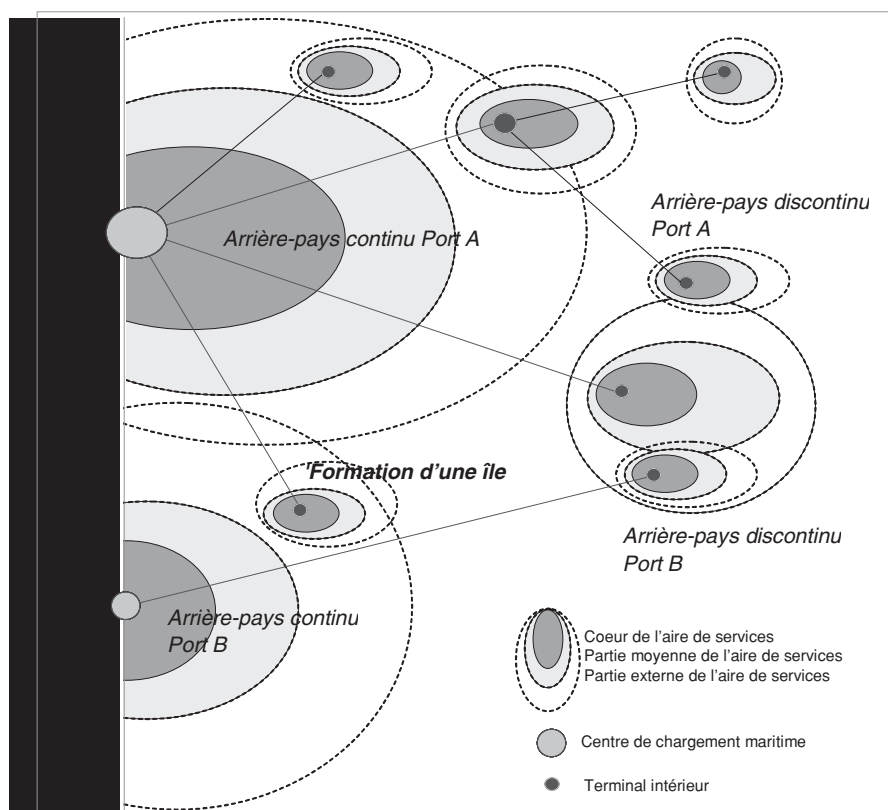 Arrière-pays discontinu
Port A
Arrière-pays continu Port A
'Formation d'une île
Arrière-pays discontinu
Port B
Arrière-pays continu
Port B
Coeur de l'aire de services
Partie moyenne de l'aire de services
Partie externe de l'aire de services
Centre de chargement maritime
Terminal intérieur